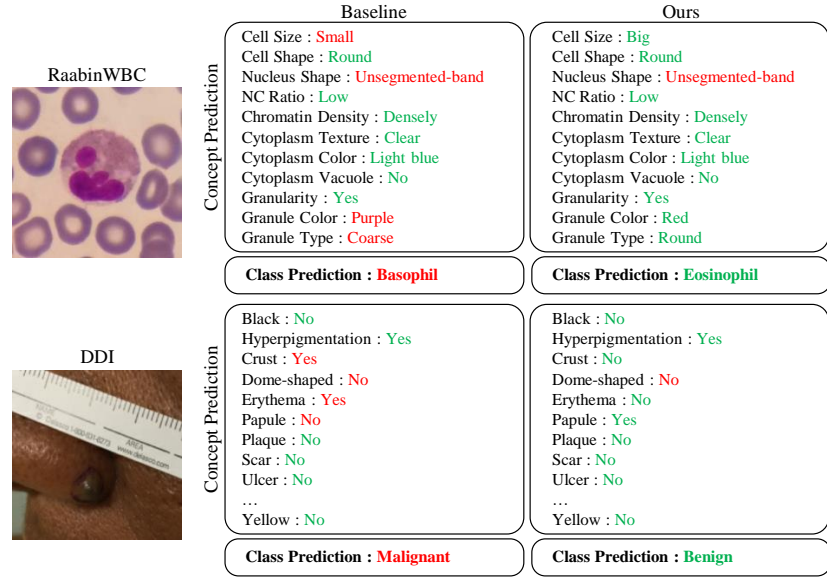 Baseline
Ours
RaabinWBC
Concept Prediction
Cell Size : Small
Cell Shape : Round
Nucleus Shape : Unsegmented-band
NC Ratio : Low
Chromatin Density : Densely
Cytoplasm Texture : Clear
Cytoplasm Color : Light blue
Cytoplasm Vacuole : No
Granularity : Yes
Granule Color : Purple
Granule Type : Coarse
Class Prediction : Basophil
Cell Size : Big
Cell Shape : Round
Nucleus Shape : Unsegmented-band
NC Ratio : Low
Chromatin Density : Densely
Cytoplasm Texture : Clear
Cytoplasm Color : Light blue
Cytoplasm Vacuole : No
Granularity : Yes
Granule Color : Red
Granule Type : Round
Class Prediction : Eosinophil
DDI
AREA
www.delasco.com
Concept Prediction
Black : No
Hyperpigmentation : Yes
Crust : Yes
Dome-shaped : No
Erythema : Yes
Papule : No
Plaque : No
Scar : No
Ulcer : No
…
Yellow : No
Class Prediction : Malignant
Black : No
Hyperpigmentation : Yes
Crust : No
Dome-shaped : No
Erythema : No
Papule : Yes
Plaque : No
Scar : No
Ulcer : No
…
Yellow : No
Class Prediction : Benign